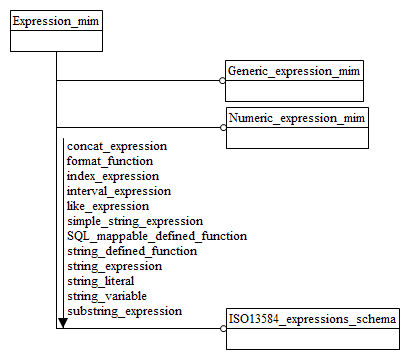 Expression_mim
Generic_expression_mim
Numeric_expression_mim
concat_expression
format_function
index_expression
interval_expression
like_expression
simple_string_expression
SQL_mappable_defined_function
string_defined_function
string_expression
string_literal
string_variable
substring_expression
ISO13584_expressions_schema